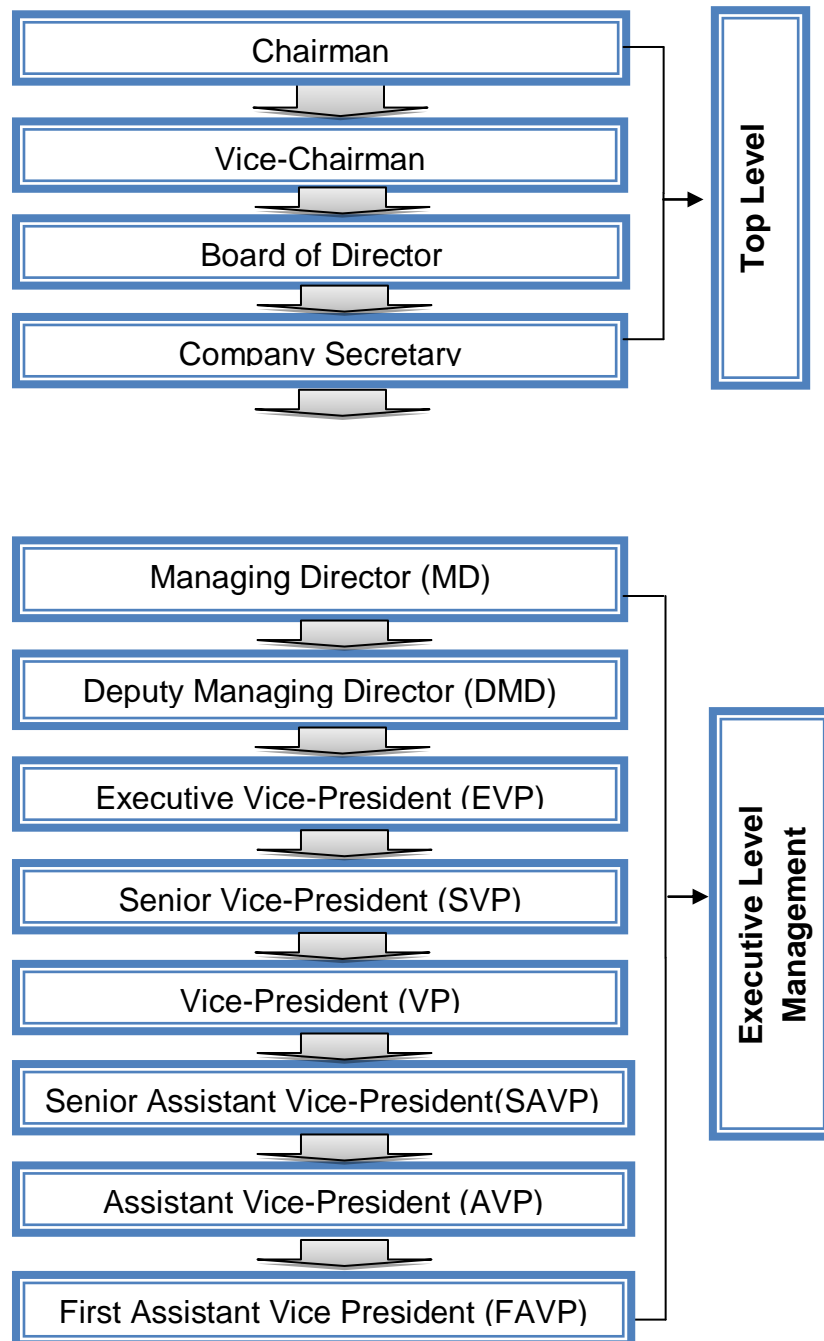 Chairman
Vice-Chairman
Board of Director
Company Secretary
Top Level
Managing Director (MD)
Deputy Managing Director (DMD)
Executive Vice-President (EVP)
Senior Vice-President (SVP)
Vice-President (VP)
Senior Assistant Vice-President(SAVP)
Assistant Vice-President (AVP)
First Assistant Vice President (FAVP)
Executive Level
Management